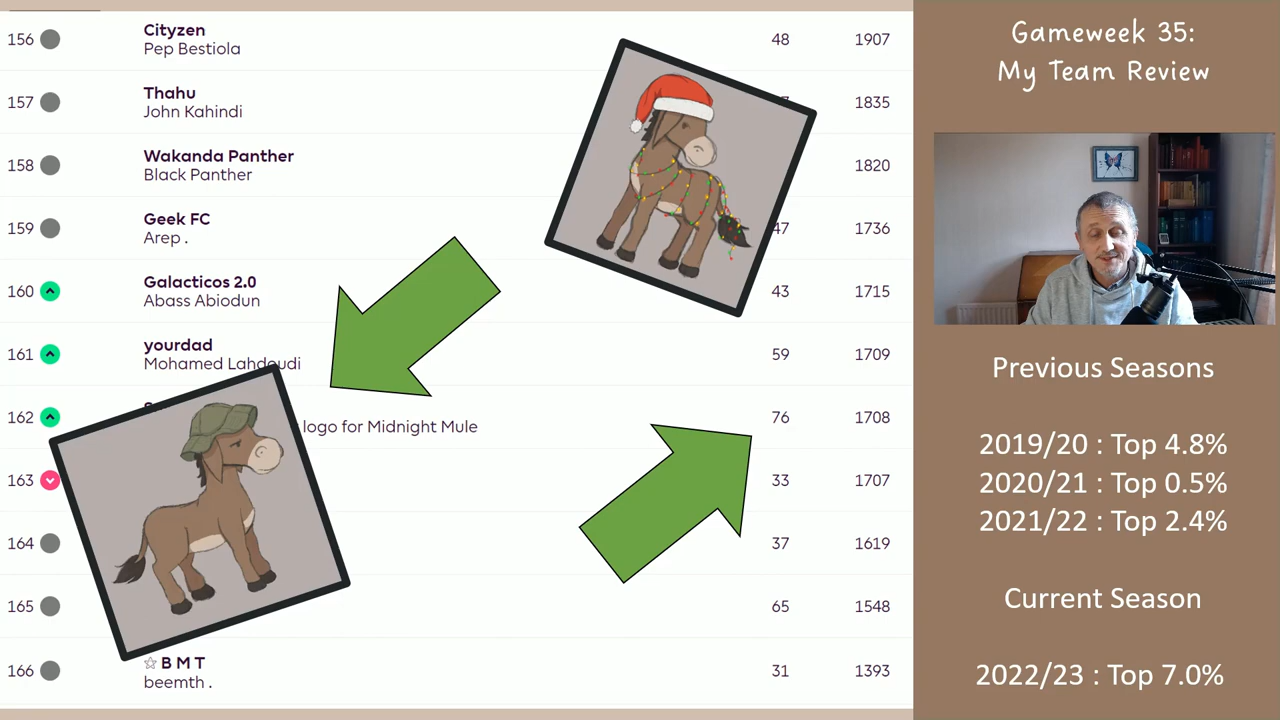 156 Cityzen 48 1907
Pep Bestiola
157 Thahu 1835
John Kahindi
158 Wakanda Panther 1820
Black Panther
159 Geek FC 47 1736
Arep .
160 Galacticos 2.0 43 1715
Abass Abiodun
161 yourdad 59 1709
Mohamed Lahdoudi
162 76 1708
logo for Midnight Mule
163 33 1707
164 37 1619
165 65 1548
166 ☆ B M T 31 1393
beemth .
Gameweek 35:
My Team Review
Previous Seasons
2019/20 : Top 4.8%
2020/21 : Top 0.5%
2021/22 : Top 2.4%
Current Season
2022/23 : Top 7.0%